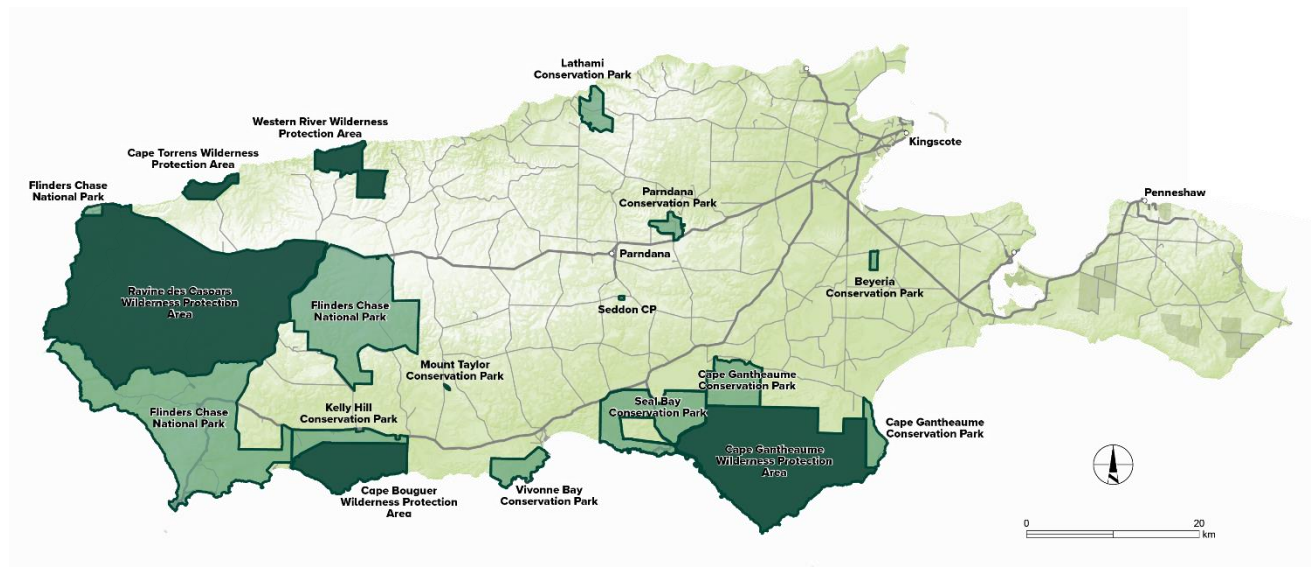 Lathami
Conservation Park
Western River Wilderness
Protection Area
Kingscote
Cape Torrens Wilderness
Protection Area
Flinders Chase
National Park
Parndana
Conservation Park
Penneshaw
Parndana
Ravine des Casoars
Wilderness Protection
Area
Flinders Chase
National Park
Beyeria
Conservation Park
Seddon CP
Mount Taylor
Conservation Park
Cape Gantheaume
Conservation Park
Flinders Chase
National Park
Kelly Hill
Conservation Park
Seal Bay
Conservation Park
Cape Gantheaume
Conservation Park
Cape Gantheaume
Wilderness Protection
Area
Cape Bouguer
Wilderness Protection
Area
Vivonne Bay
Conservation Park
0 20
km